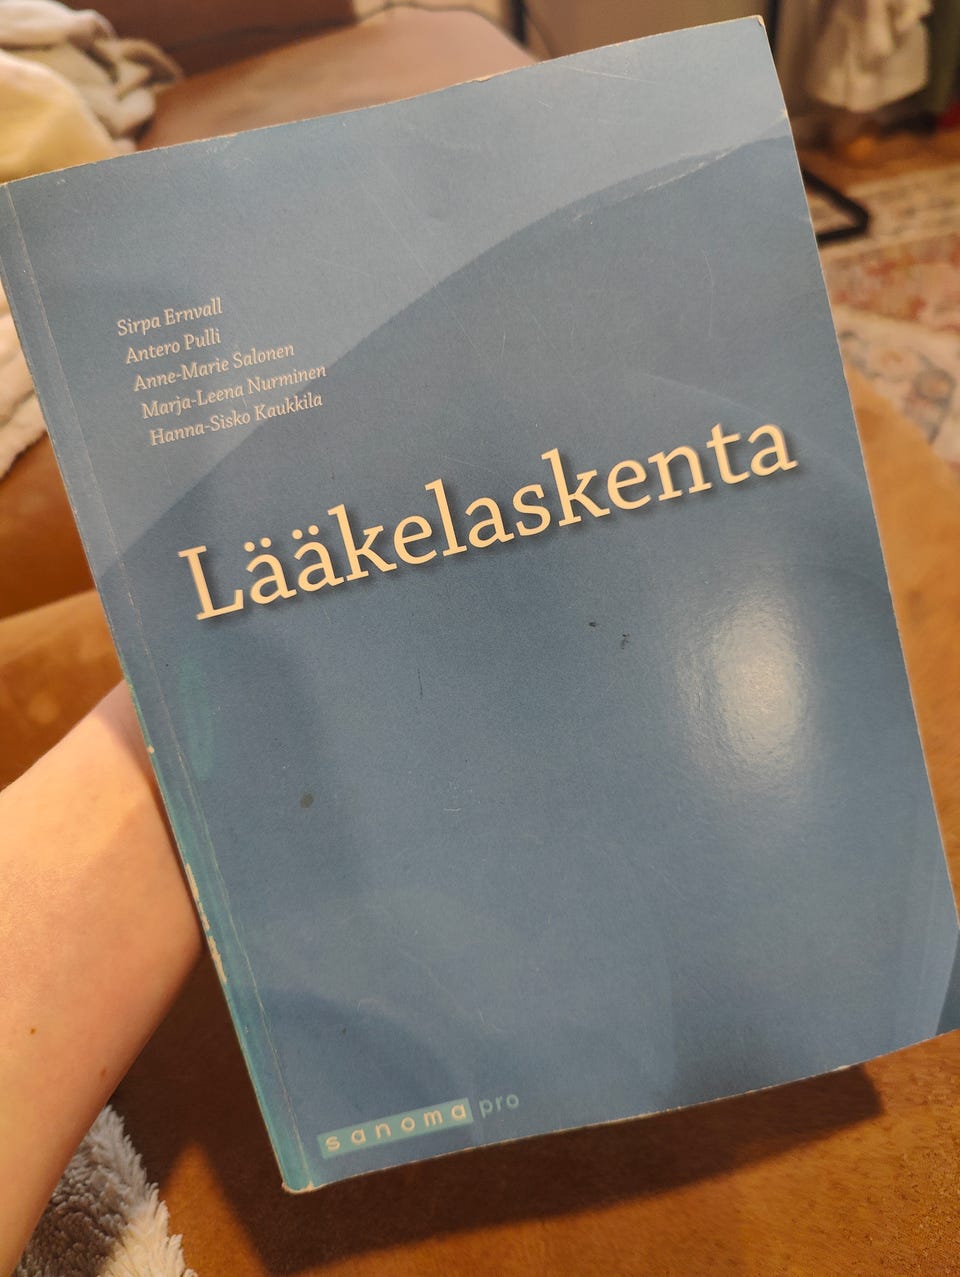 Sirpa Ernvall
Antero Pulli
Anne-Marie Salonen
Marja-Leena Nurminen
Hanna-Sisko Kaukkila
Lääkelaskenta
sanoma pro